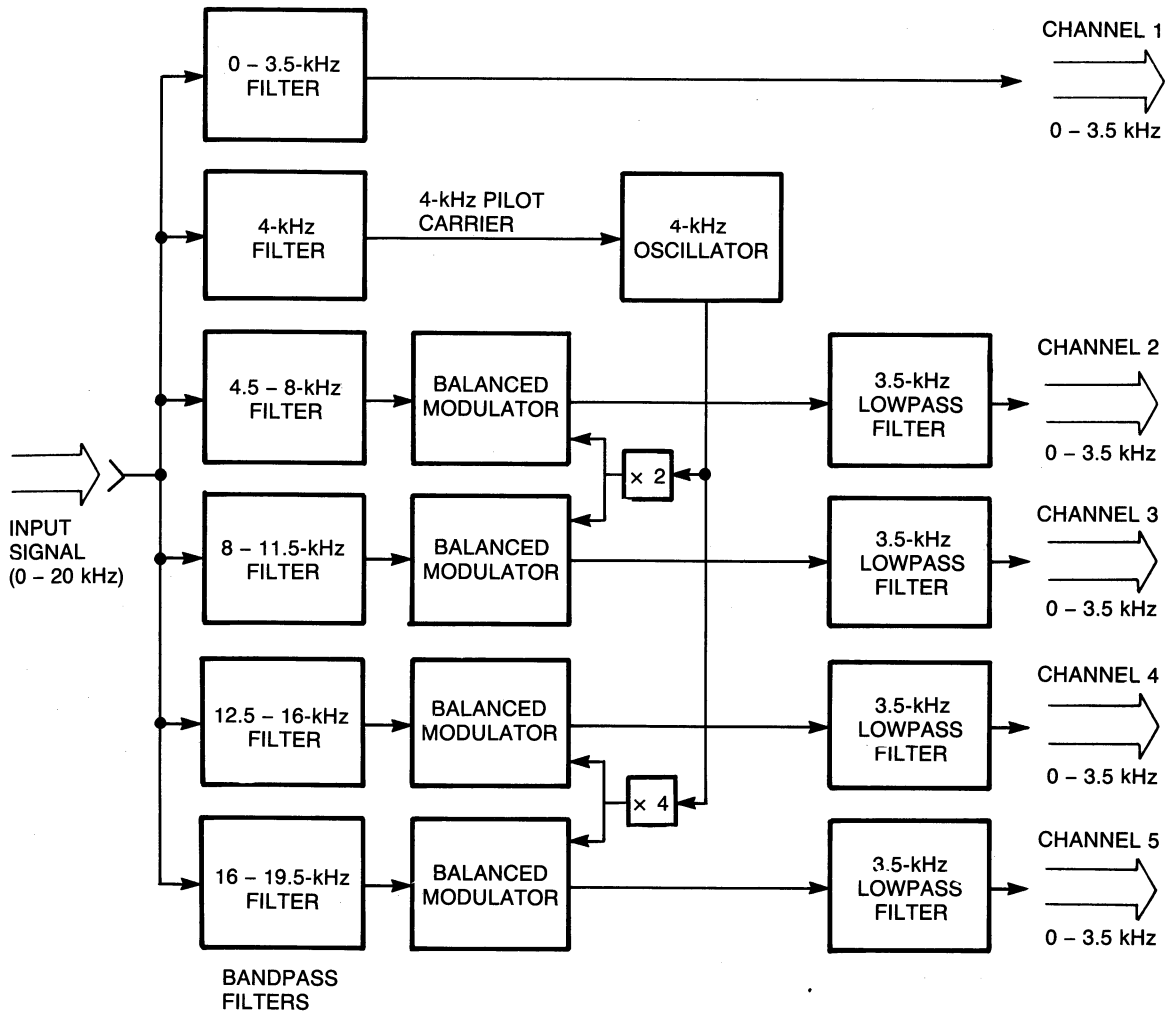 CHANNEL 1
0 – 3.5-kHz
FILTER
0 – 3.5 kHz
4-kHz PILOT
CARRIER
4-kHz
FILTER
4-kHz
OSCILLATOR
CHANNEL 2
4.5 – 8-kHz
FILTER
BALANCED
MODULATOR
3.5-kHz
LOWPASS
FILTER
0 – 3.5 kHz
× 2
INPUT
SIGNAL
(0 – 20 kHz)
CHANNEL 3
8 – 11.5-kHz
FILTER
BALANCED
MODULATOR
3.5-kHz
LOWPASS
FILTER
0 – 3.5 kHz
CHANNEL 4
12.5 – 16-kHz
FILTER
BALANCED
MODULATOR
3.5-kHz
LOWPASS
FILTER
0 – 3.5 kHz
× 4
CHANNEL 5
16 – 19.5-kHz
FILTER
BALANCED
MODULATOR
3.5-kHz
LOWPASS
FILTER
0 – 3.5 kHz
BANDPASS
FILTERS